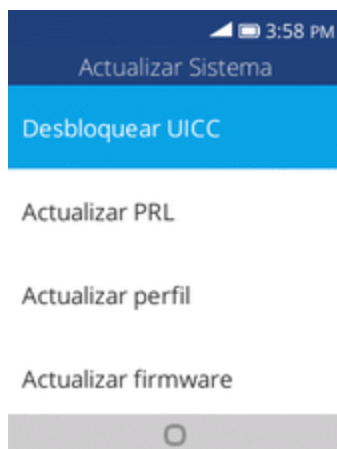 3:58 PM
Actualizar Sistema
Desbloquear UICC
Actualizar PRL
Actualizar perfil
Actualizar firmware